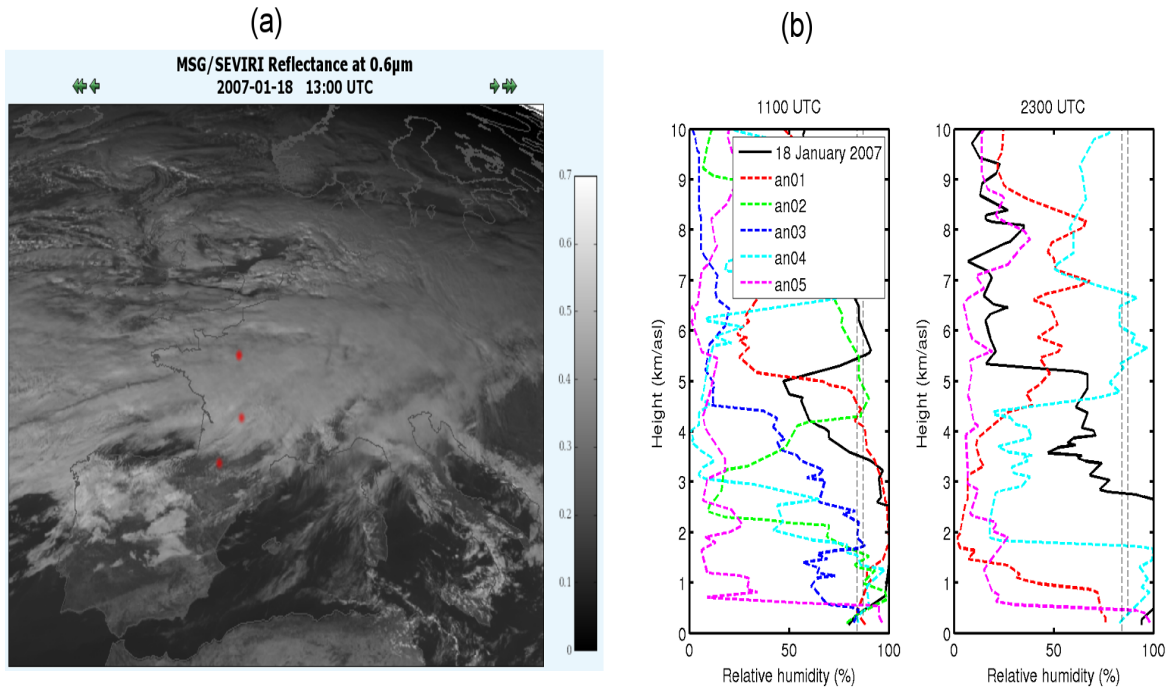 (a)
MSG/SEVIRI Reflectance at 0.6µm
2007-01-18 13:00 UTC
0.7
0.6
0.5
0.4
0.3
0.2
0.1
0
(b)
1100 UTC
Height (km/asl)
10
9
8
7
6
5
4
3
2
1
0
18 January 2007
an01
an02
an03
an04
an05
0
50
100
Relative humidity (%)
2300 UTC
Height (km/asl)
10
9
8
7
6
5
4
3
2
1
0
0
50
100
Relative humidity (%)